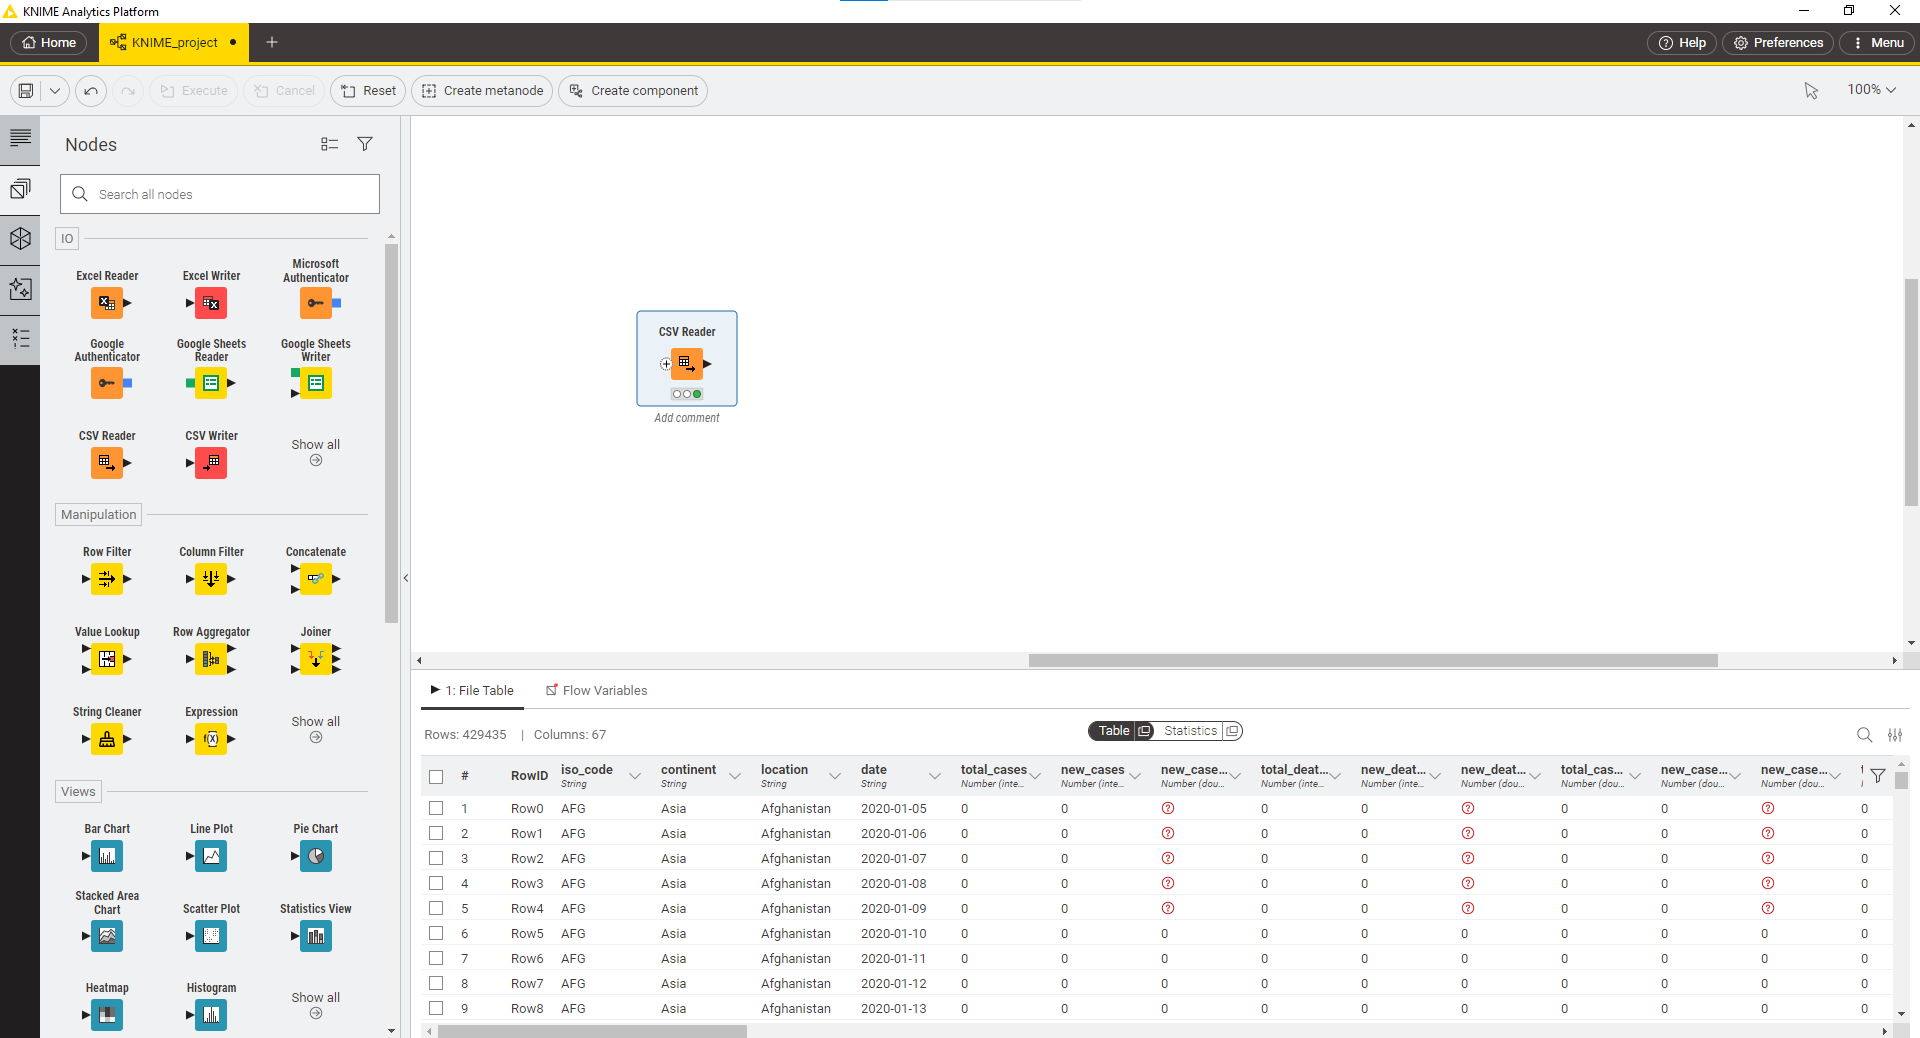 KNIME Analytics Platform
Home
KNIME_project
Help
Preferences
Menu
Execute
Cancel
Reset
Create metanode
Create component
100%
Nodes
Search all nodes
IO
Excel Reader
Excel Writer
Microsoft
Authenticator
Google
Authenticator
Google Sheets
Reader
Google Sheets
Writer
CSV Reader
CSV Writer
Show all
Manipulation
Row Filter
Column Filter
Concatenate
Value Lookup
Row Aggregator
Joiner
String Cleaner
Expression
f(X)
Show all
Views
Bar Chart
Line Plot
Pie Chart
Stacked Area
Chart
Scatter Plot
Statistics View
Heatmap
Histogram
Show all
CSV Reader
Add comment
1: File Table
Flow Variables
Rows: 429435 | Columns: 67
Table
Statistics
# RowID iso_code continent location date total_cases new_cases new_case... total_deat... new_deat... new_deat... total_cas... new_case... new_case...
String String String String Number (inte... Number (inte... Number (dou... Number (inte... Number (inte... Number (dou... Number (dou... Number (dou... Number (dou...
1 Row0 AFG Asia Afghanistan 2020-01-05 0 0 ? 0 0 ? 0 0 ? 0
2 Row1 AFG Asia Afghanistan 2020-01-06 0 0 ? 0 0 ? 0 0 ? 0
3 Row2 AFG Asia Afghanistan 2020-01-07 0 0 ? 0 0 ? 0 0 ? 0
4 Row3 AFG Asia Afghanistan 2020-01-08 0 0 ? 0 0 ? 0 0 ? 0
5 Row4 AFG Asia Afghanistan 2020-01-09 0 0 ? 0 0 ? 0 0 ? 0
6 Row5 AFG Asia Afghanistan 2020-01-10 0 0 0 0 0 0 0 0 0 0
7 Row6 AFG Asia Afghanistan 2020-01-11 0 0 0 0 0 0 0 0 0 0
8 Row7 AFG Asia Afghanistan 2020-01-12 0 0 0 0 0 0 0 0 0 0
9 Row8 AFG Asia Afghanistan 2020-01-13 0 0 0 0 0 0 0 0 0 0